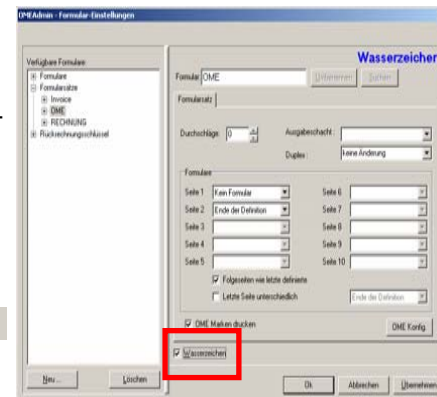 OMEAdmin - Formular-Einstellungen
Wasserzeichen
Verfügbare Formulare
Formulare
Formularsätze
Invoice
OME
RECHNUNG
Rückrechnungsschlüssel
Neu...
Löschen
Formular OME
Umbenennen
Suchen
Formularsatz
Durchschläge: 0
Ausgabeschacht:
Duplex: keine Änderung
Formulare
Seite 1 Kein Formular
Seite 6
Seite 2 Ende der Definition
Seite 7
Seite 3
Seite 8
Seite 4
Seite 9
Seite 5
Seite 10
Folgeseiten wie letzte definierte
Letzte Seite unterschiedlich
Ende der Definition
OME Marken drucken
OME Konfig.
Wasserzeichen
Ok
Abbrechen
Übernehmen